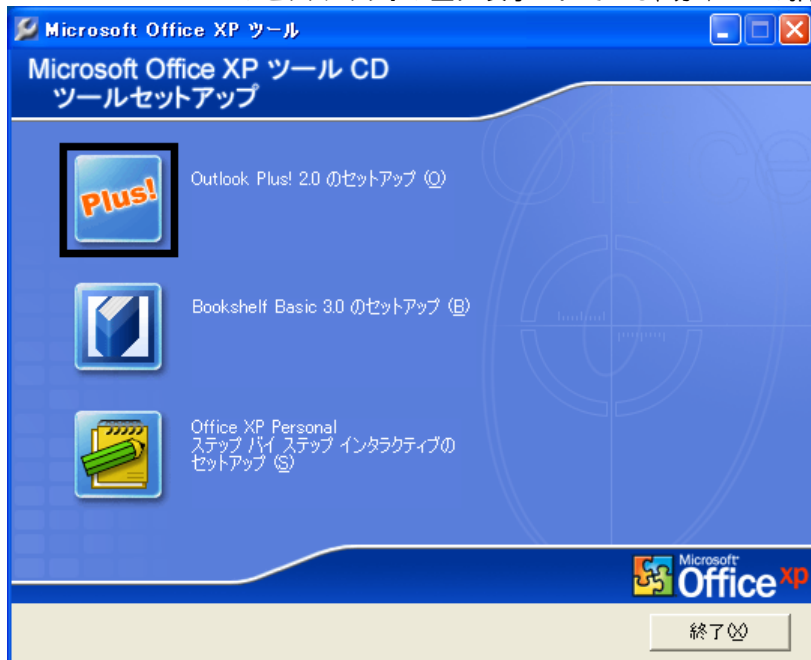 Microsoft Office XP ツール
Microsoft Office XP ツール CD
ツールセットアップ
Plus!
Outlook Plus! 2.0 のセットアップ (O)
Bookshelf Basic 3.0 のセットアップ (B)
Office XP Personal
ステップ バイ ステップ インタラクティブの
セットアップ (S)
Microsoft
Office xp
終了(X)